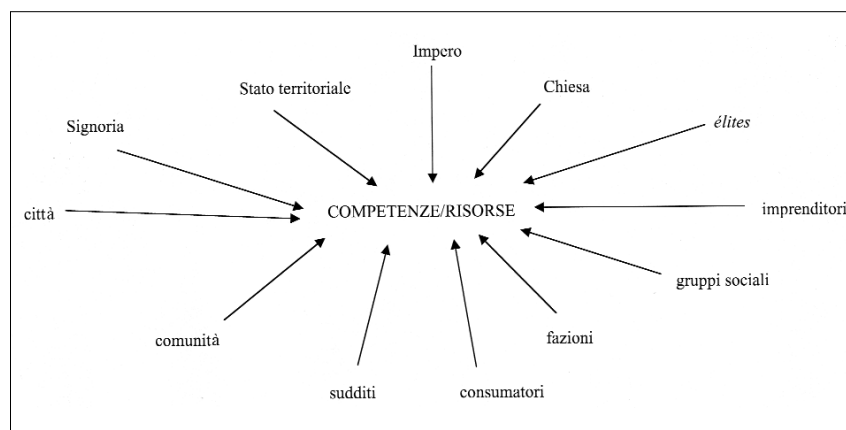 Impero
Stato territoriale
Chiesa
Signoria
élites
città
COMPETENZE/RISORSE
imprenditori
gruppi sociali
comunità
fazioni
sudditi
consumatori